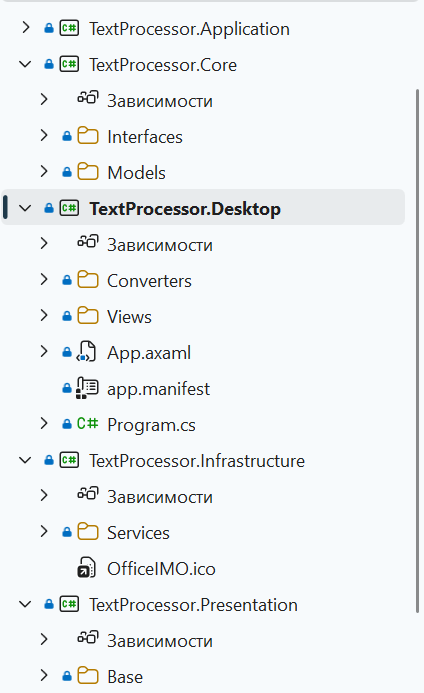 TextProcessor.Application
TextProcessor.Core
Зависимости
Interfaces
Models
TextProcessor.Desktop
Зависимости
Converters
Views
App.axaml
app.manifest
C# Program.cs
TextProcessor.Infrastructure
Зависимости
Services
OfficeIMO.ico
TextProcessor.Presentation
Зависимости
Base